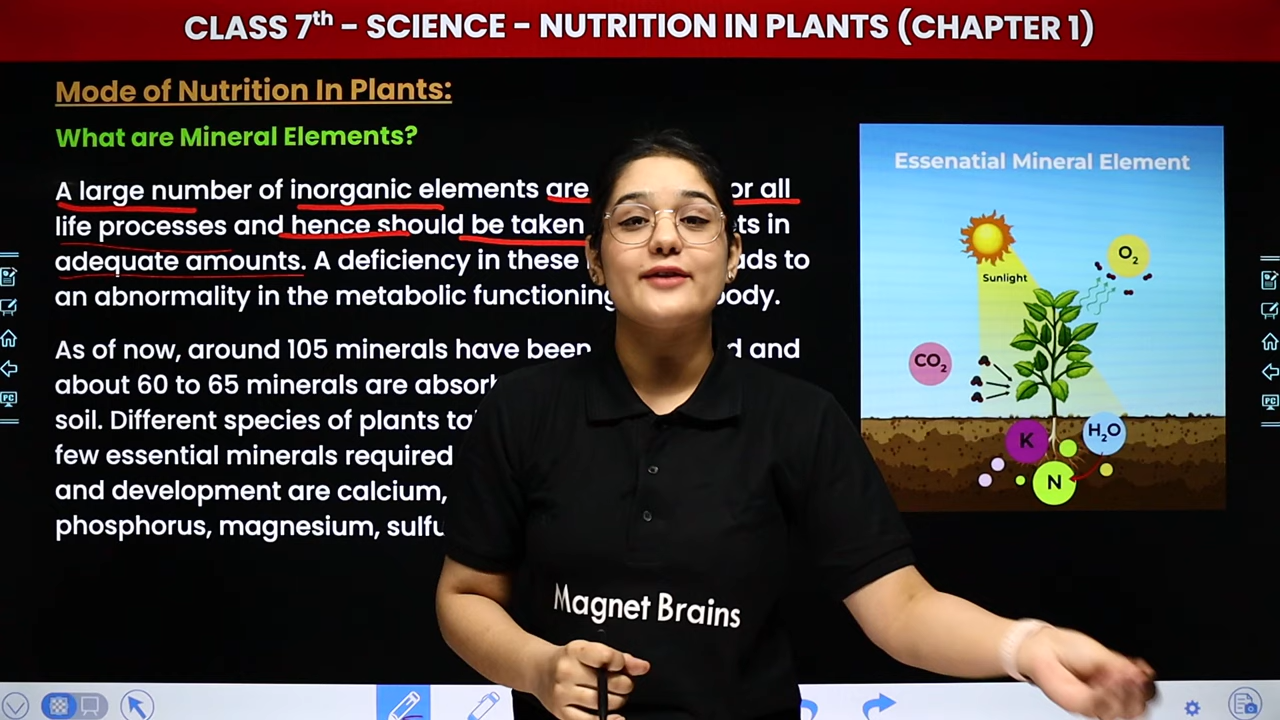 CLASS 7th - SCIENCE - NUTRITION IN PLANTS (CHAPTER 1)
Mode of Nutrition In Plants:
What are Mineral Elements?
A large number of inorganic elements are or all
life processes and hence should be taken ts in
adequate amounts. A deficiency in these ads to
an abnormality in the metabolic functioning body.
As of now, around 105 minerals have been d and
about 60 to 65 minerals are absorb
soil. Different species of plants ta
few essential minerals required
and development are calcium,
phosphorus, magnesium, sulfu
Essenatial Mineral Element
Sunlight
O2
CO2
K
H2O
N
Magnet Brains
PC
PC